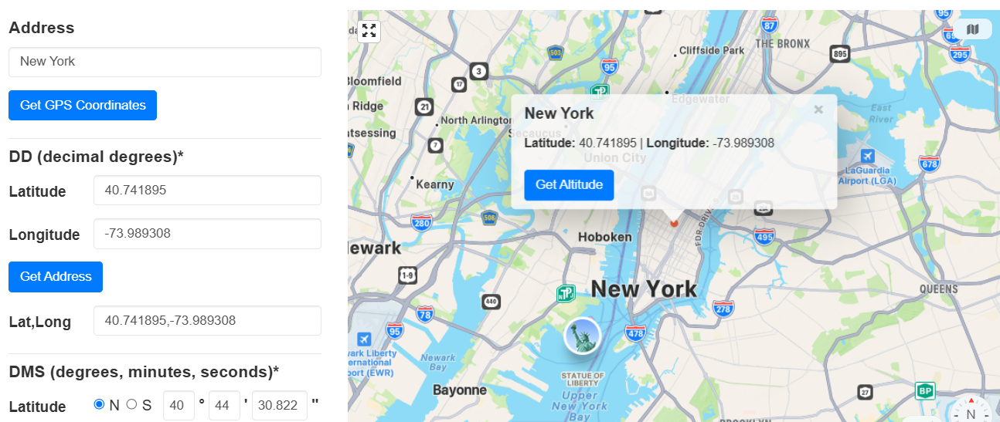 Address
New York
Get GPS Coordinates
DD (decimal degrees)*
Latitude
40.741895
Longitude
-73.989308
Get Address
Lat,Long
40.741895,-73.989308
DMS (degrees, minutes, seconds)*
Latitude
N S 40 ° 44 ' 30.822 "
95
87
THE BRONX
Cliffside Park
895
295
503
95
3
17
Bloomfield
Ridge
21
Edgewater
North Arlington
Secaucus
7
East
River
New York
×
Latitude: 40.741895 | Longitude: -73.989308
Union City
Get Altitude
678
LaGuardia
Airport (LGA)
Kearny
280
508
Hoboken
FDR DRIVE
495
ewark
1-9
New York
TP
440
QUEENS
278
78
95
478
ark Liberty
ernational
port (EWR)
Newark
Bay
STATUE OF
LIBERTY
Bayonne
Upper
New York
Bay
27
BP
N
BROOKLYN